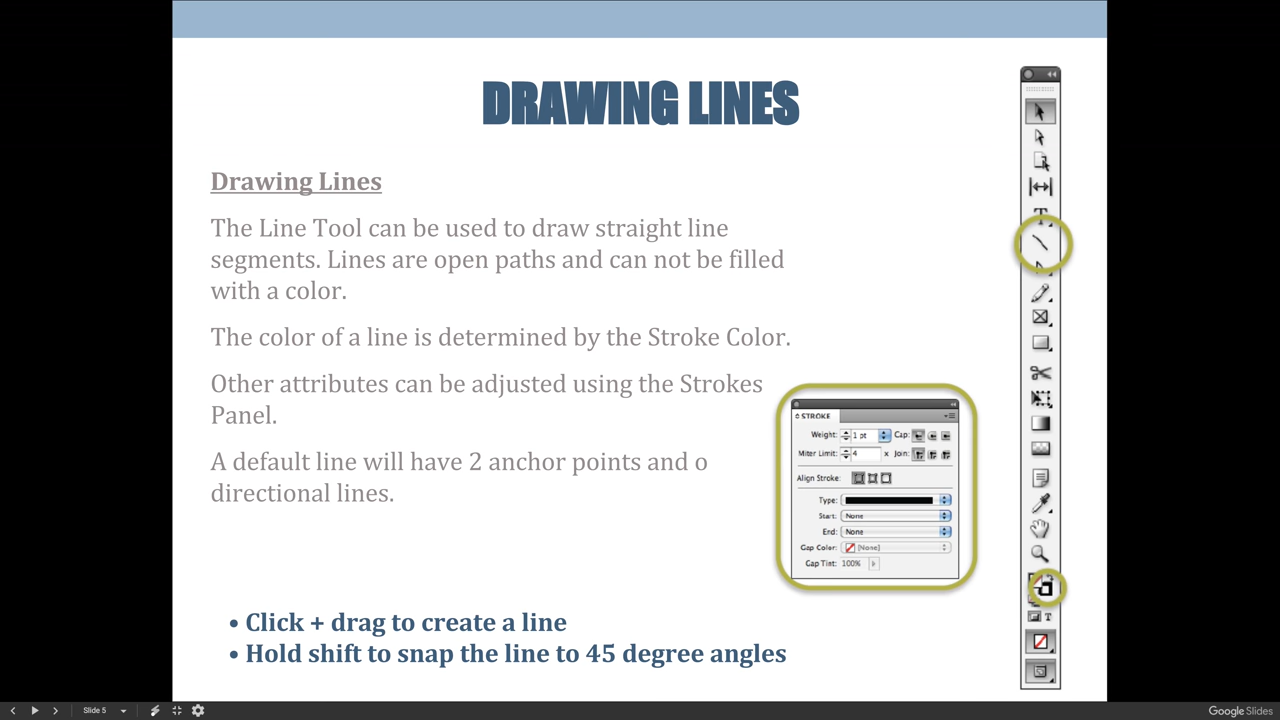 DRAWING LINES
Drawing Lines
The Line Tool can be used to draw straight line
segments. Lines are open paths and can not be filled
with a color.
The color of a line is determined by the Stroke Color.
Other attributes can be adjusted using the Strokes
Panel.
A default line will have 2 anchor points and 0
directional lines.
STROKE
Weight: 1 pt Cap:
Miter Limit: 4 x Join:
Align Stroke:
Type:
Start: None
End: None
Gap Color: [None]
Gap Tint: 100%
• Click + drag to create a line
• Hold shift to snap the line to 45 degree angles
T
T
Slide 5
Google Slides